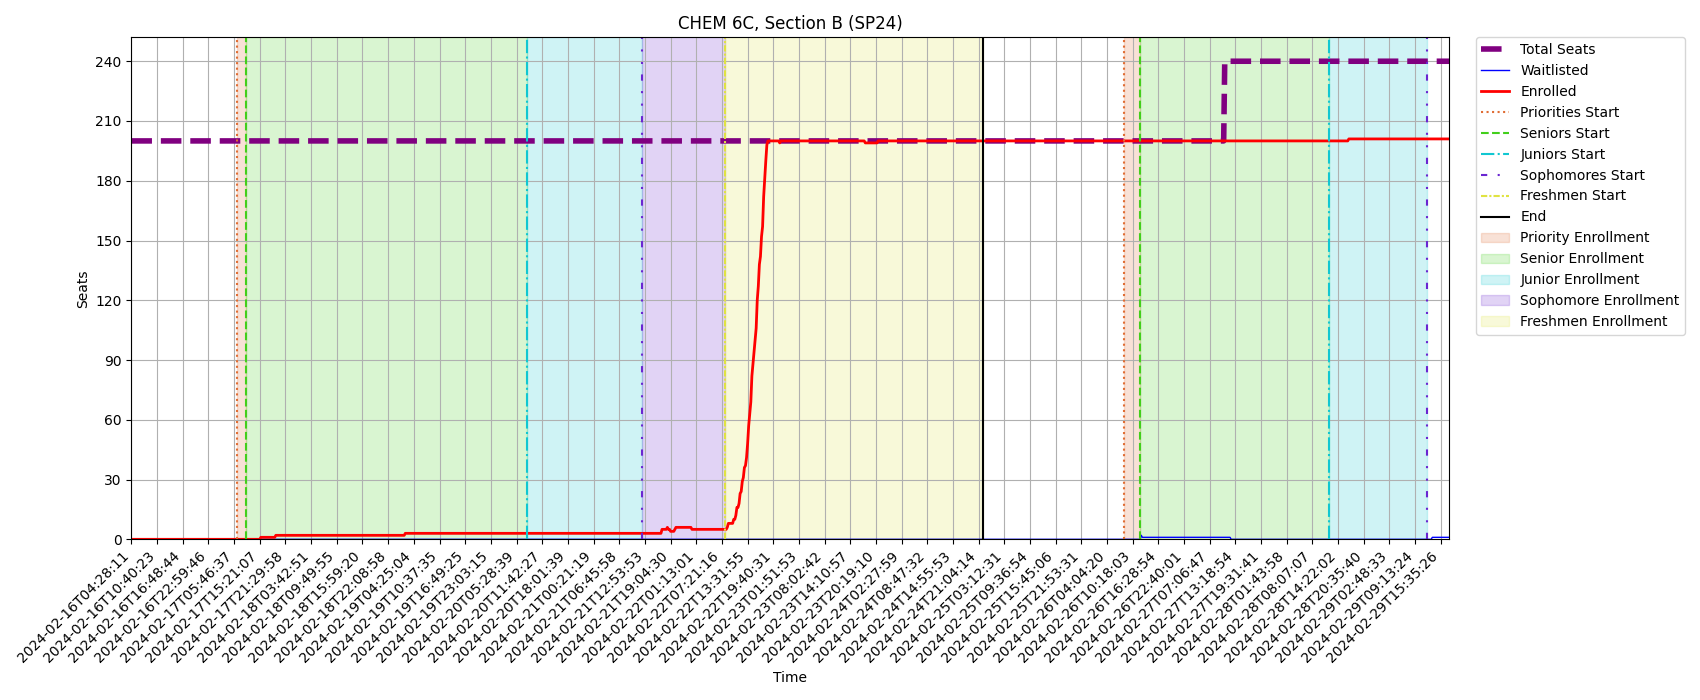 CHEM 6C, Section B (SP24)
Seats
240
210
180
150
120
90
60
30
0
2024-02-16T04:28:11
2024-02-16T10:40:23
2024-02-16T16:48:44
2024-02-16T22:59:46
2024-02-17T05:46:37
2024-02-17T15:21:07
2024-02-17T21:29:58
2024-02-18T03:42:51
2024-02-18T09:49:55
2024-02-18T15:59:20
2024-02-18T22:08:58
2024-02-19T04:25:04
2024-02-19T10:37:35
2024-02-19T16:49:25
2024-02-19T23:03:15
2024-02-20T05:28:39
2024-02-20T11:42:27
2024-02-20T18:01:39
2024-02-21T00:21:19
2024-02-21T06:45:58
2024-02-21T12:53:53
2024-02-21T19:04:30
2024-02-22T01:13:01
2024-02-22T07:21:16
2024-02-22T13:31:55
2024-02-22T19:40:31
2024-02-23T01:51:53
2024-02-23T08:02:42
2024-02-23T14:10:57
2024-02-23T20:19:10
2024-02-24T02:27:59
2024-02-24T08:47:32
2024-02-24T14:55:53
2024-02-24T21:04:14
2024-02-25T03:12:31
2024-02-25T09:36:54
2024-02-25T15:45:06
2024-02-25T21:53:31
2024-02-26T04:04:20
2024-02-26T10:18:03
2024-02-26T16:28:54
2024-02-26T22:40:01
2024-02-27T07:06:47
2024-02-27T13:18:54
2024-02-27T19:31:41
2024-02-28T01:43:58
2024-02-28T08:07:07
2024-02-28T14:22:02
2024-02-28T20:35:40
2024-02-29T02:48:33
2024-02-29T09:13:24
2024-02-29T15:35:26
Time
Total Seats
Waitlisted
Enrolled
Priorities Start
Seniors Start
Juniors Start
Sophomores Start
Freshmen Start
End
Priority Enrollment
Senior Enrollment
Junior Enrollment
Sophomore Enrollment
Freshmen Enrollment